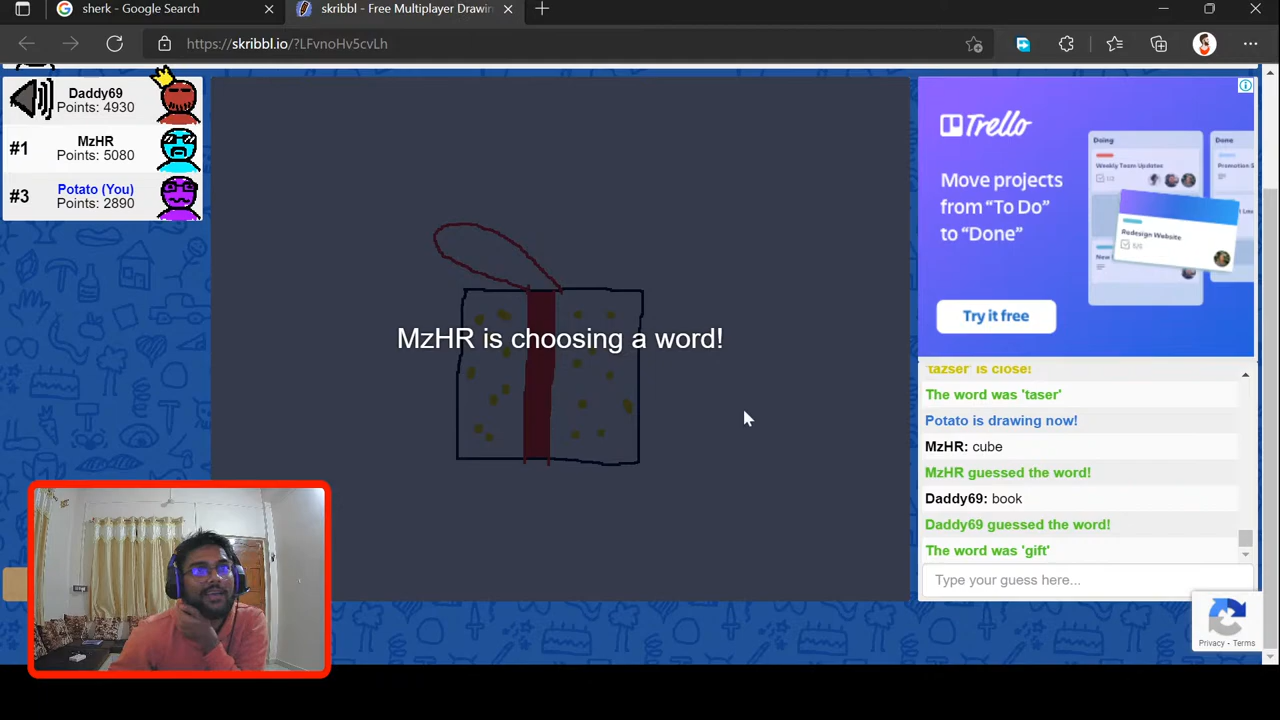 sherk - Google Search
skribbl - Free Multiplayer Drawin
https://skribbl.io/?LFvnoHv5cvLh
Daddy69
Points: 4930
#1
MzHR
Points: 5080
#3
Potato (You)
Points: 2890
MzHR is choosing a word!
Trello
Move projects
from “To Do”
to “Done”
Try it free
Doing
Weekly Team Updates
Redesign Website
Done
'tazser' is close!
The word was 'taser'
Potato is drawing now!
MzHR: cube
MzHR guessed the word!
Daddy69: book
Daddy69 guessed the word!
The word was 'gift'
Type your guess here...
Privacy - Terms